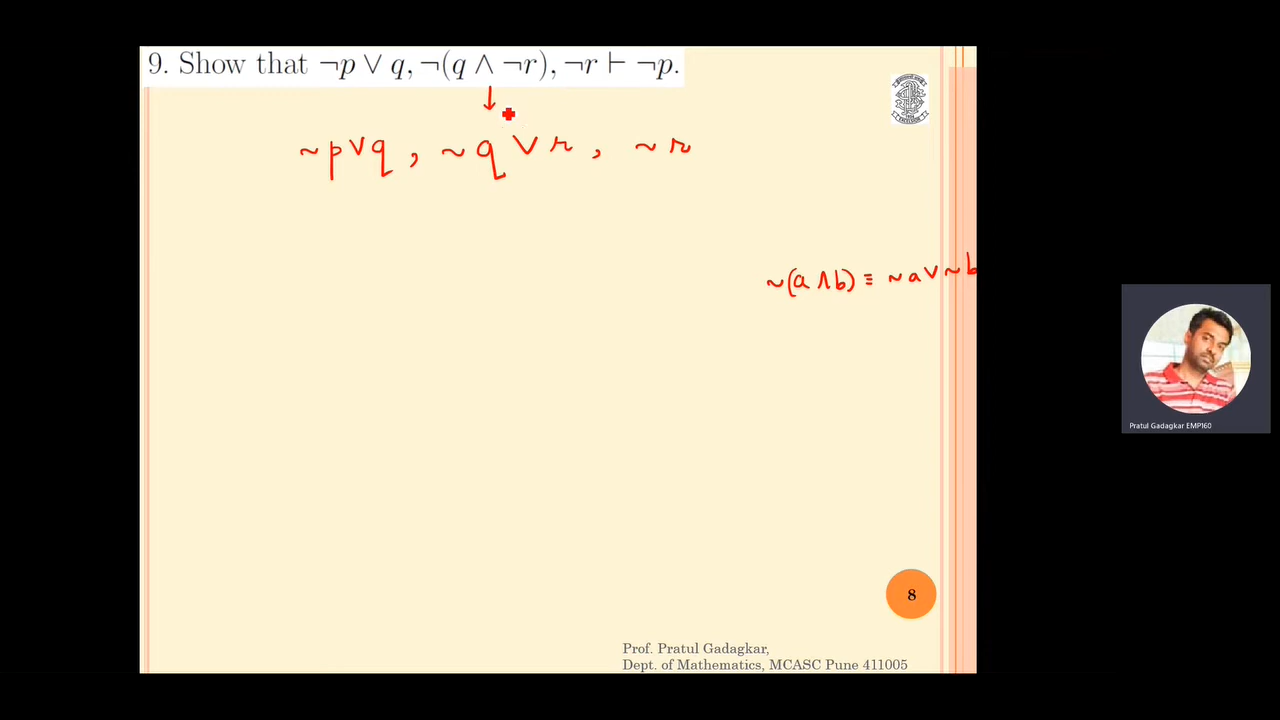 9. Show that ¬p ∨ q, ¬(q ∧ ¬r), ¬r ⊢ ¬p.
~p∨q, ~q∨r, ~r
~(a∧b) ≡ ~a∨~b
Pratul Gadagkar EMP160
8
Prof. Pratul Gadagkar,
Dept. of Mathematics, MCASC Pune 411005